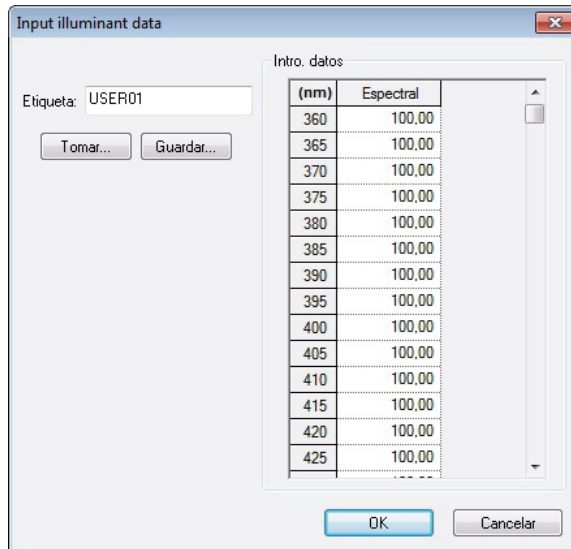 Input illuminant data
Etiqueta: USER01
Tomar... Guardar...
Intro. datos
(nm) Espectral
360 100,00
365 100,00
370 100,00
375 100,00
380 100,00
385 100,00
390 100,00
395 100,00
400 100,00
405 100,00
410 100,00
415 100,00
420 100,00
425 100,00
OK Cancelar